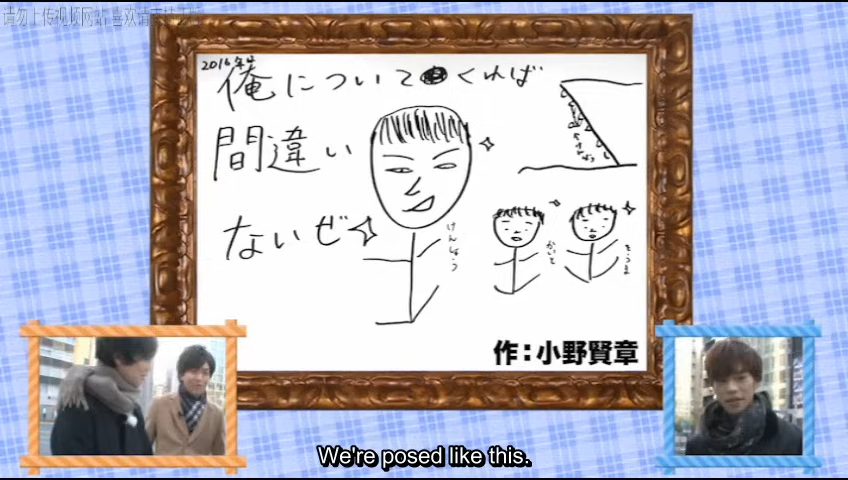 请勿上传视频网站 喜欢请支持正版
2016年
俺について くれば
間違い
ないぜ
けんしょう
かいと
そうま
作：小野賢章
We're posed like this.